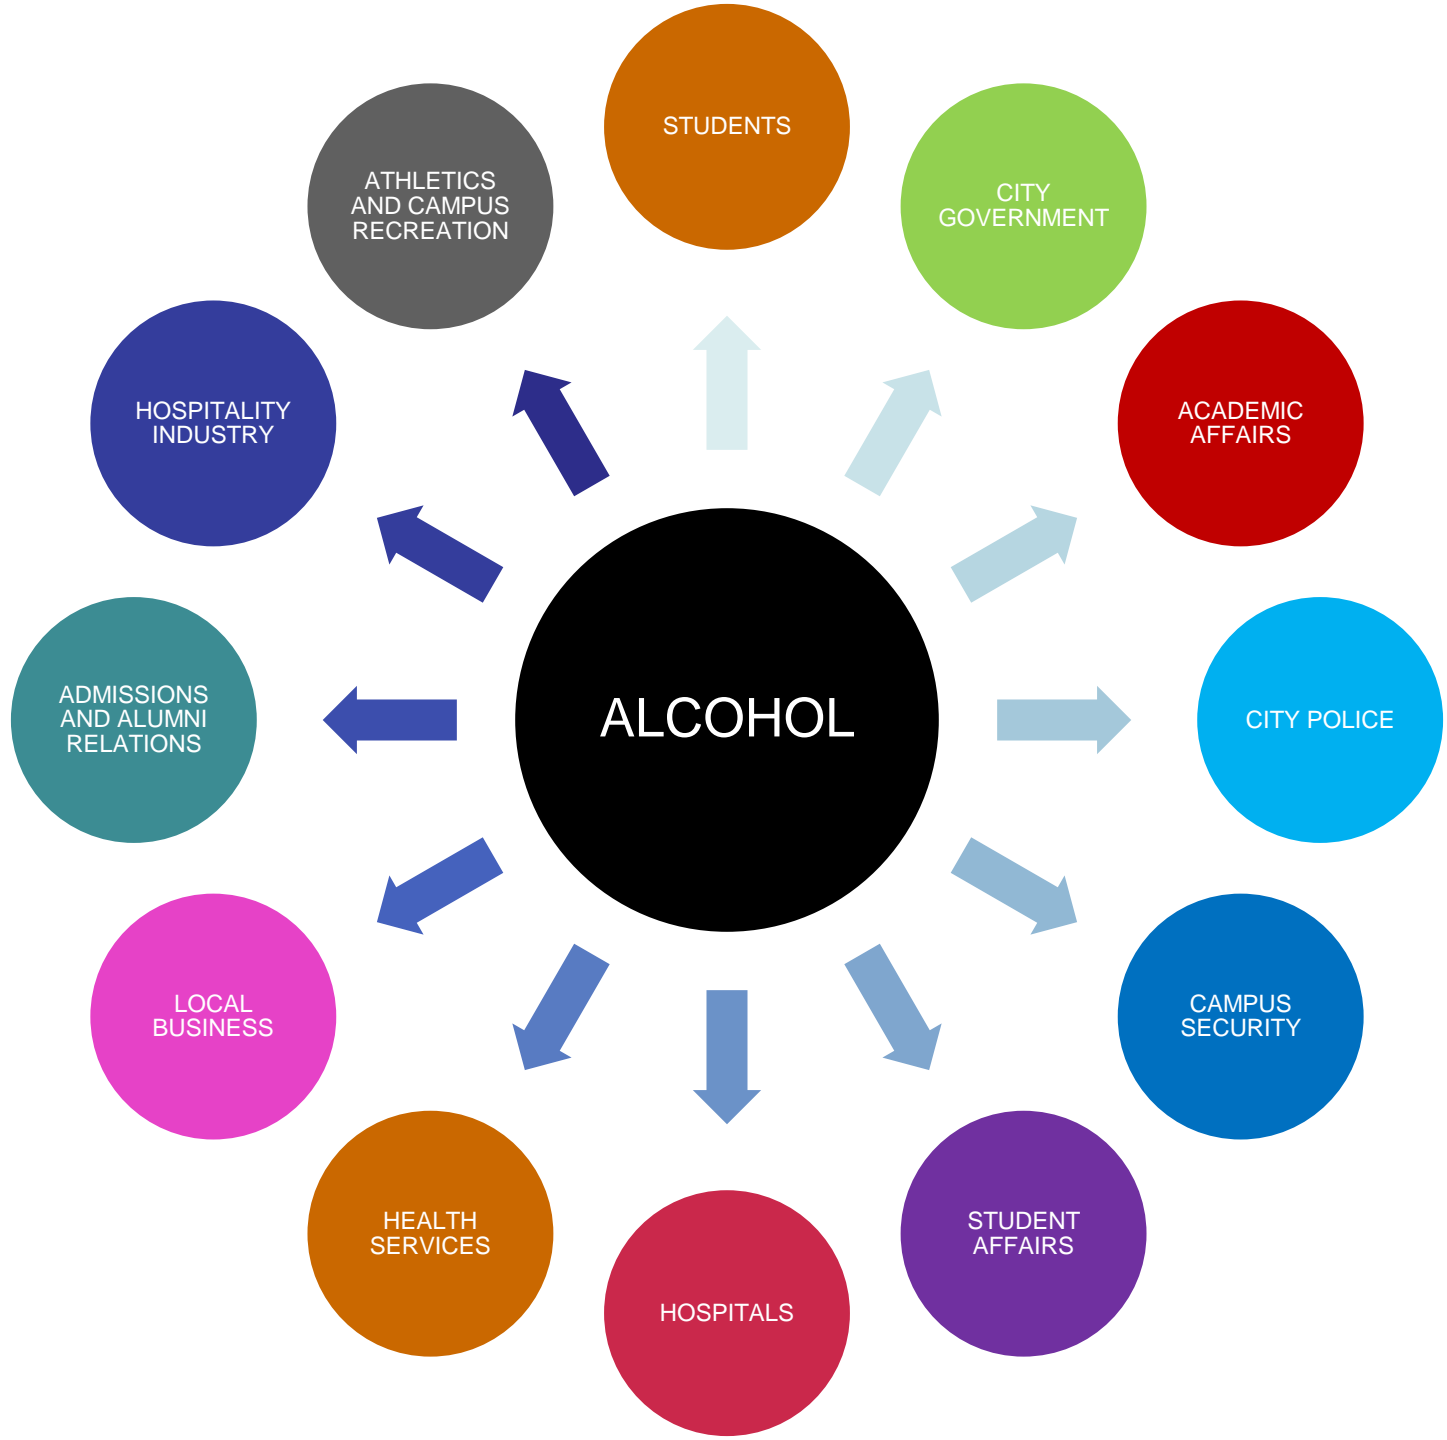 STUDENTS
CITY
GOVERNMENT
ACADEMIC
AFFAIRS
CITY POLICE
CAMPUS
SECURITY
STUDENT
AFFAIRS
HOSPITALS
HEALTH
SERVICES
LOCAL
BUSINESS
ADMISSIONS
AND ALUMNI
RELATIONS
HOSPITALITY
INDUSTRY
ATHLETICS
AND CAMPUS
RECREATION
ALCOHOL